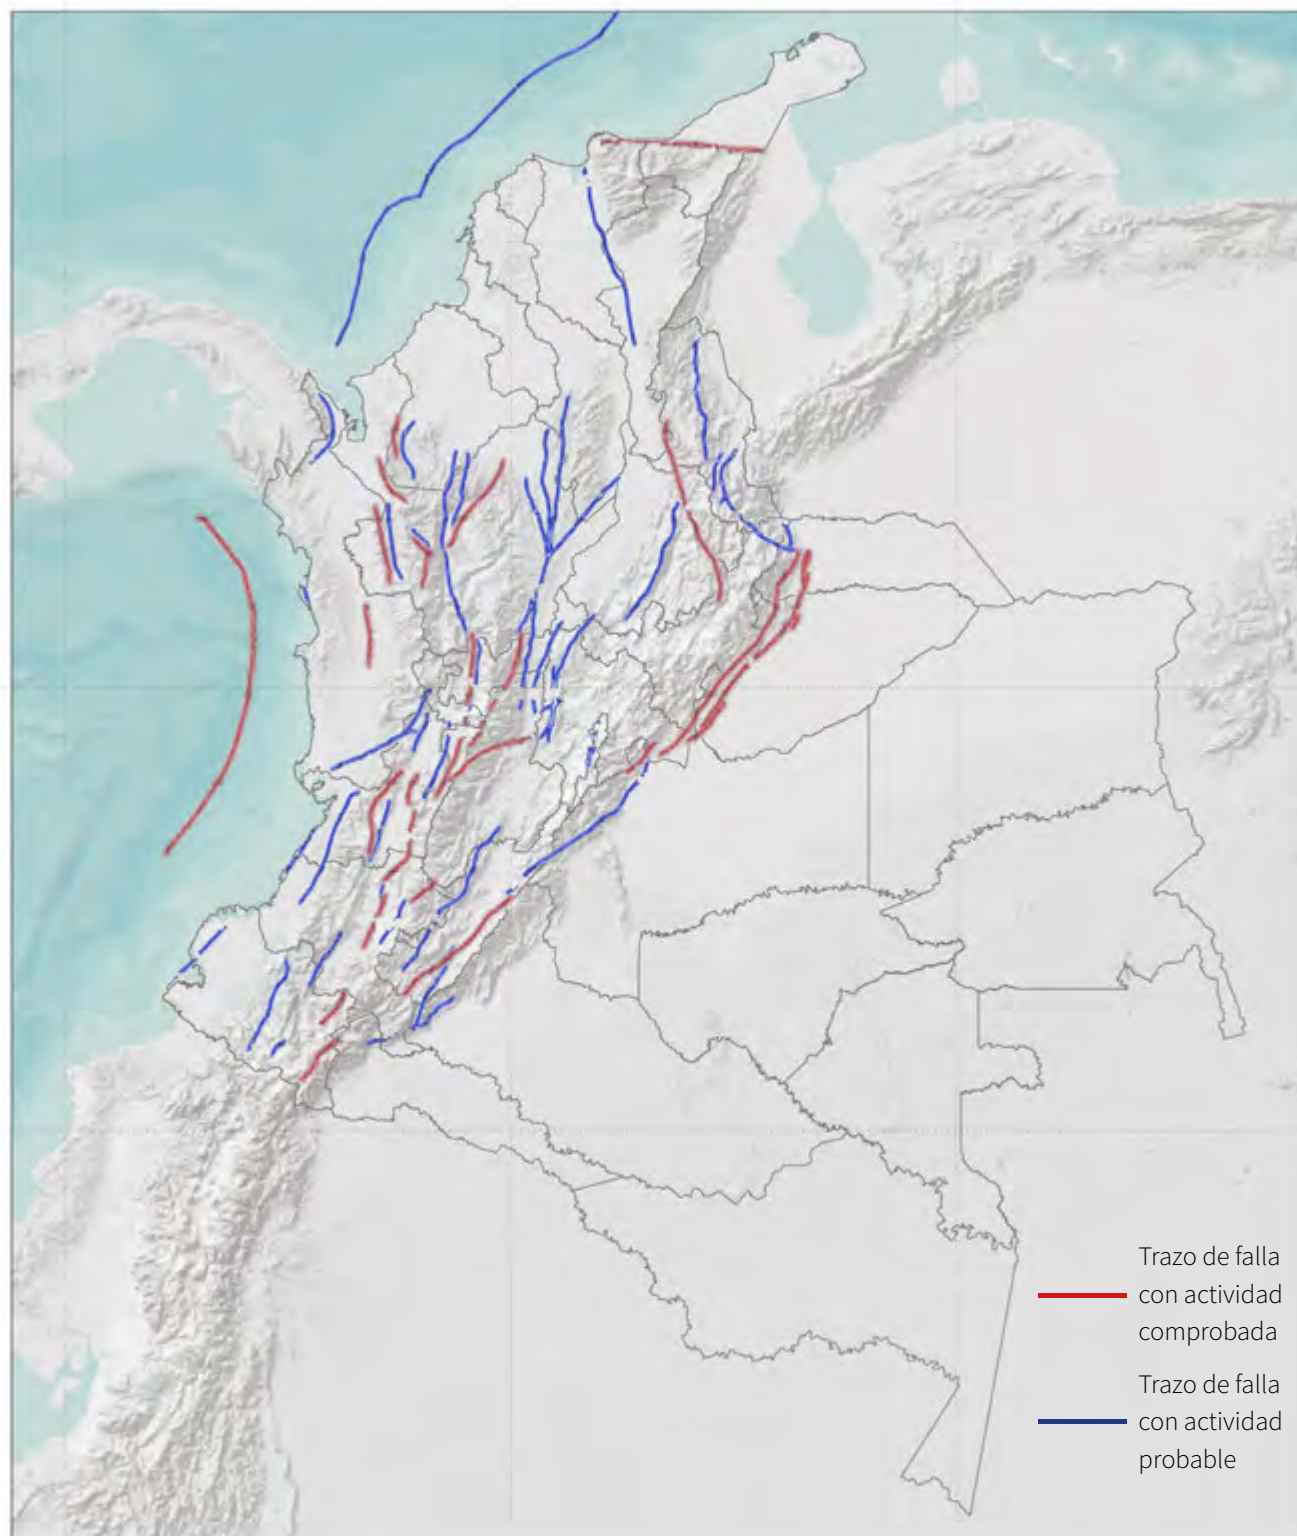 Trazo de falla
con actividad
comprobada
Trazo de falla
con actividad
probable